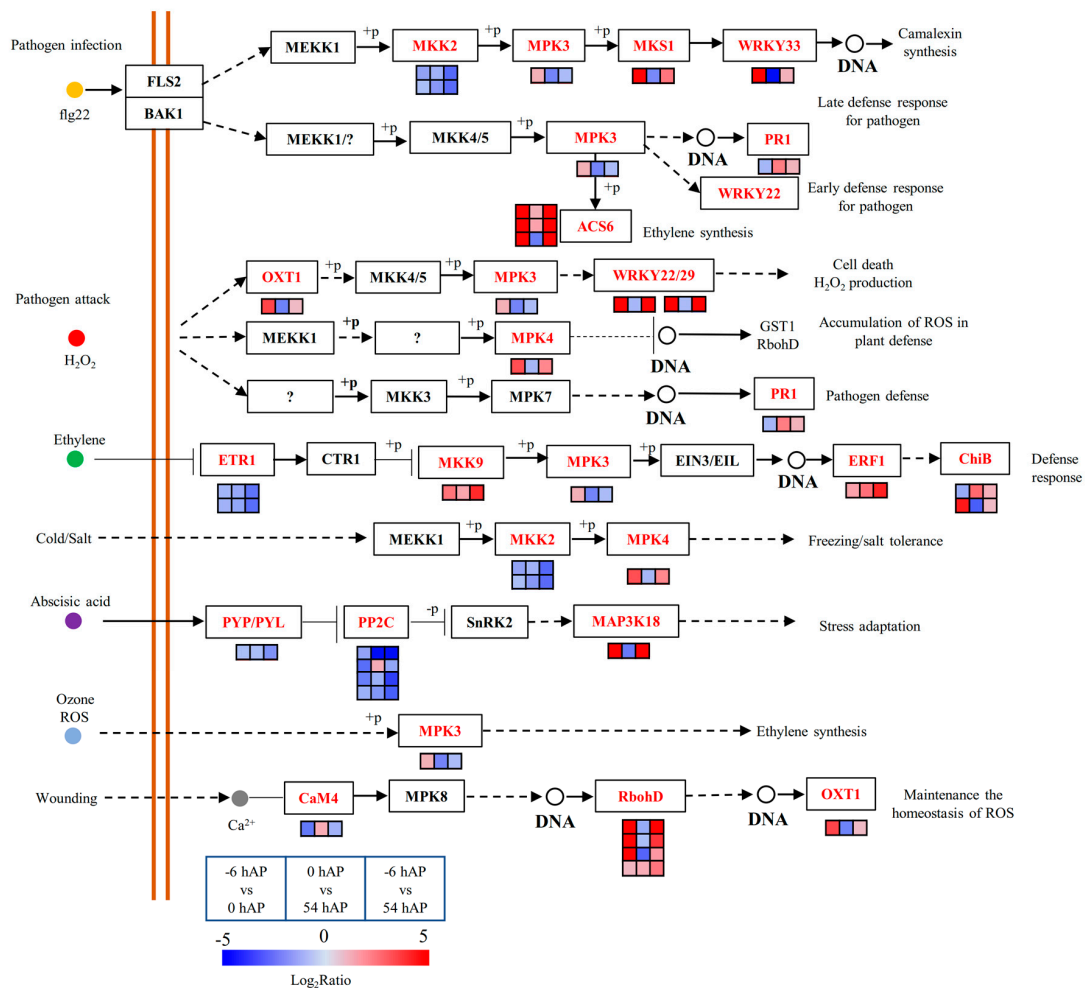 Pathogen infection
flg22
FLS2
BAK1
MEKK1
+p
MKK2
+p
MPK3
+p
MKS1
WRKY33
DNA
Camalexin
synthesis
MEKK1/?
+p
MKK4/5
+p
MPK3
DNA
PR1
Late defense response
for pathogen
WRKY22
Early defense response
for pathogen
+p
ACS6
Ethylene synthesis
Pathogen attack
H₂O₂
OXT1
+p
MKK4/5
+p
MPK3
WRKY22/29
Cell death
H₂O₂ production
MEKK1
+p
?
+p
MPK4
DNA
GST1
RbohD
Accumulation of ROS in
plant defense
?
+p
MKK3
+p
MPK7
DNA
PR1
Pathogen defense
Ethylene
ETR1
CTR1
+p
MKK9
+p
MPK3
+p
EIN3/EIL
DNA
ERF1
ChiB
Defense
response
Cold/Salt
MEKK1
+p
MKK2
+p
MPK4
Freezing/salt tolerance
Abscisic acid
PYP/PYL
PP2C
-p
SnRK2
MAP3K18
Stress adaptation
Ozone
ROS
+p
MPK3
Ethylene synthesis
Wounding
Ca²⁺
CaM4
MPK8
DNA
RbohD
DNA
OXT1
Maintenance the
homeostasis of ROS
-6 hAP
vs
0 hAP
0 hAP
vs
54 hAP
-6 hAP
vs
54 hAP
-5
0
5
Log₂Ratio